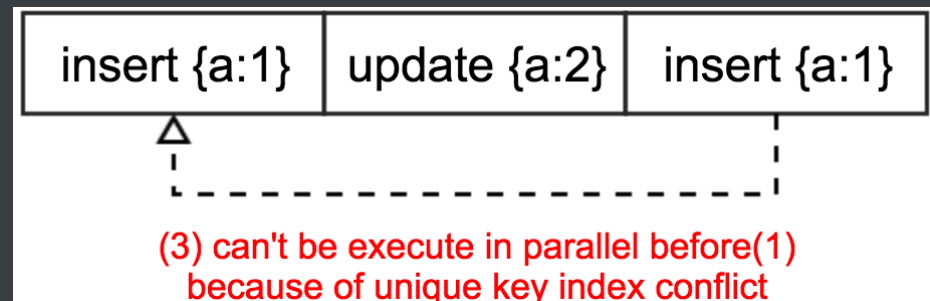 insert {a:1} update {a:2} insert {a:1}
(3) can't be execute in parallel before(1)
because of unique key index conflict